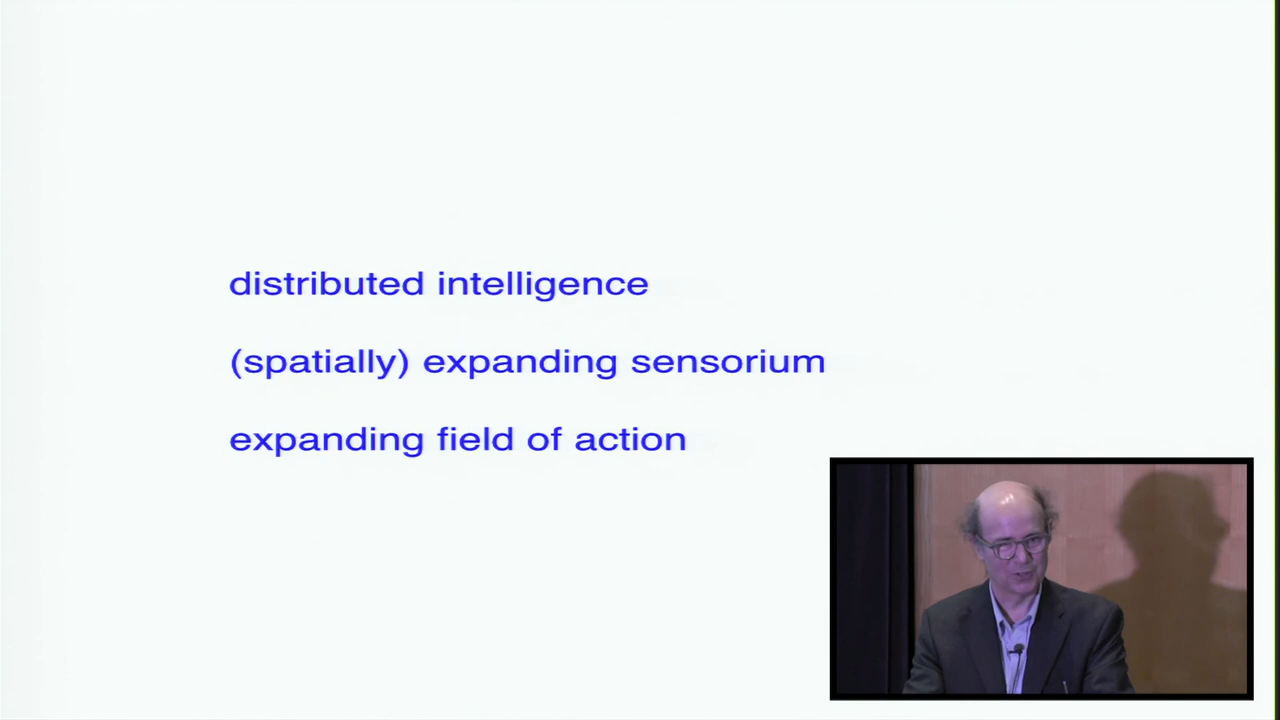 distributed intelligence
(spatially) expanding sensorium
expanding field of action